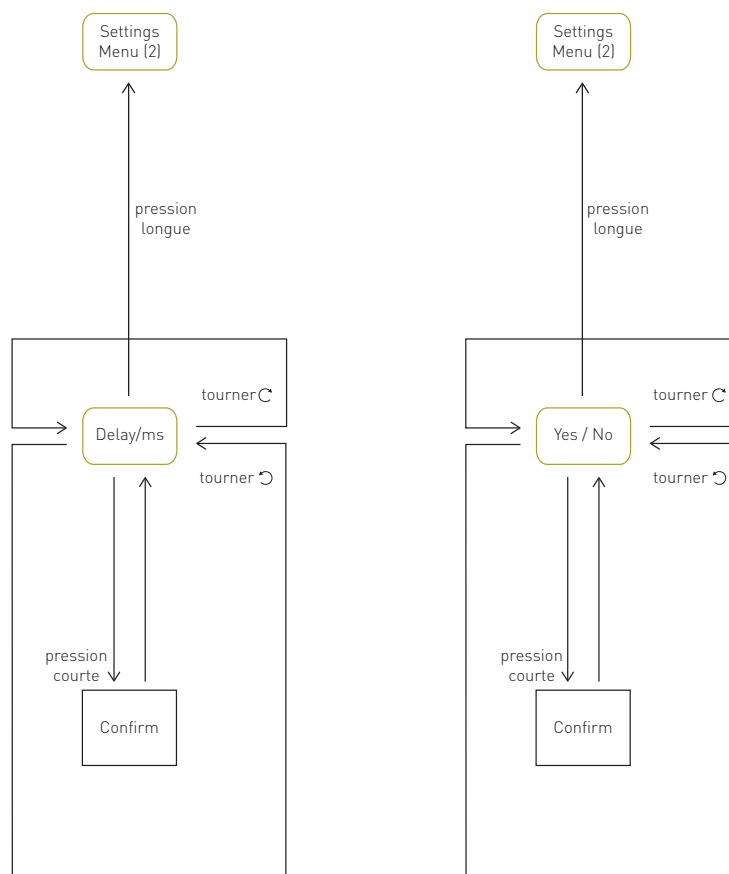 Settings
Menu (2)
pression
longue
tourner
Delay/ms
tourner
pression
courte
Confirm
Settings
Menu (2)
pression
longue
tourner
Yes / No
tourner
pression
courte
Confirm